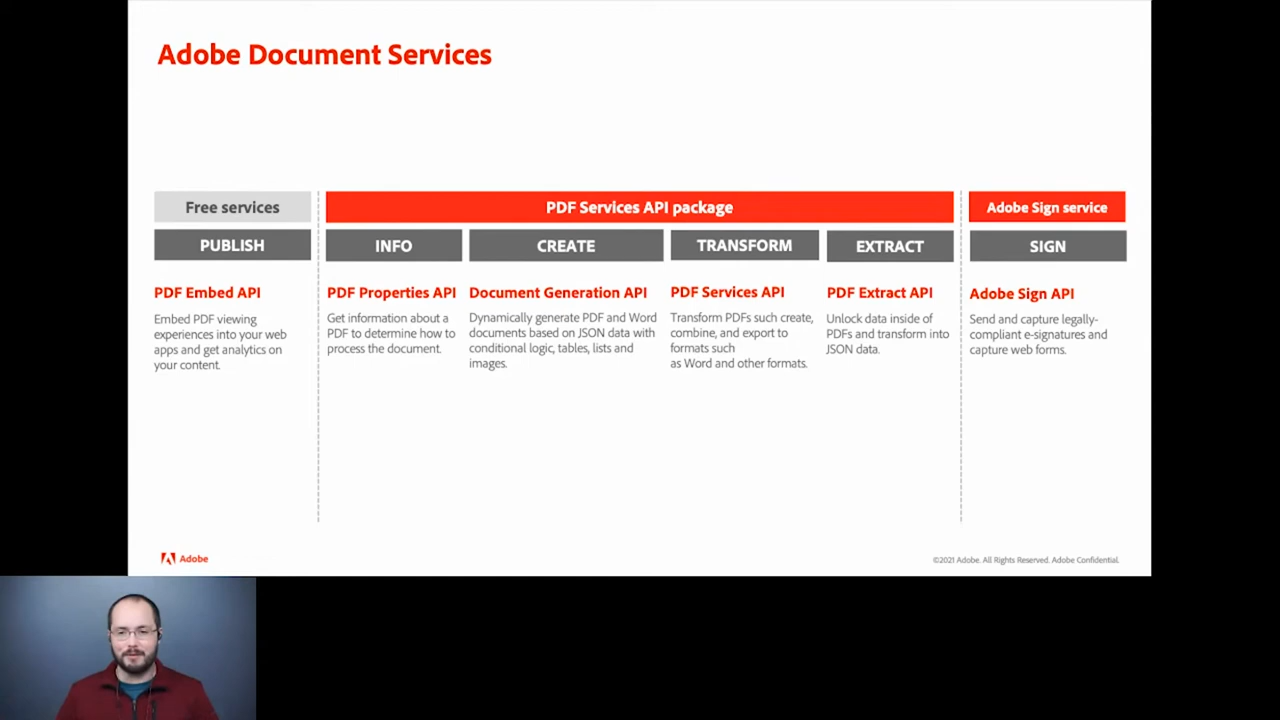 Adobe Document Services
Free services
PDF Services API package
Adobe Sign service
PUBLISH
INFO
CREATE
TRANSFORM
EXTRACT
SIGN
PDF Embed API
Embed PDF viewing
experiences into your web
apps and get analytics on
your content.
PDF Properties API
Get information about a
PDF to determine how to
process the document.
Document Generation API
Dynamically generate PDF and Word
documents based on JSON data with
conditional logic, tables, lists and
images.
PDF Services API
Transform PDFs such create,
combine, and export to
formats such
as Word and other formats.
PDF Extract API
Unlock data inside of
PDFs and transform into
JSON data.
Adobe Sign API
Send and capture legally-
compliant e-signatures and
capture web forms.
Adobe
©2021 Adobe. All Rights Reserved. Adobe Confidential.